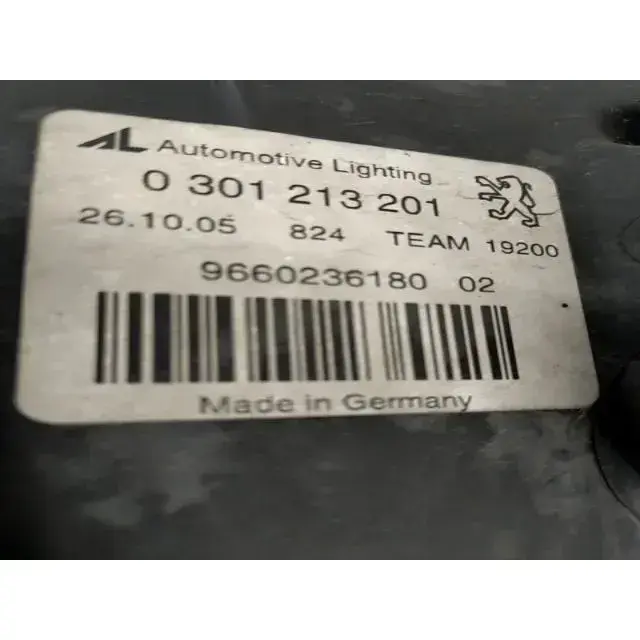 AL Automotive Lighting
0 301 213 201
26.10.05 824 TEAM 19200
9660236180 02
Made in Germany